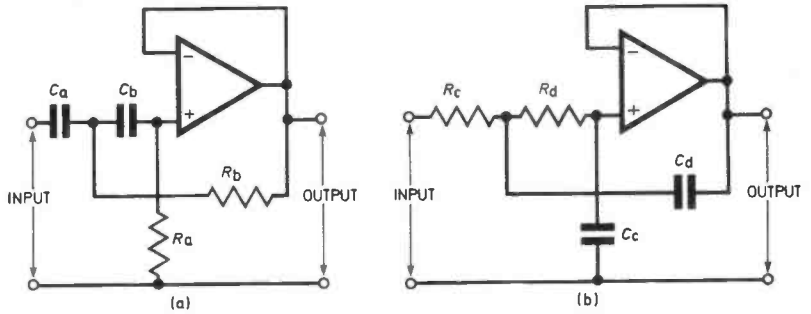 Ca
Cb
−
+
Rb
INPUT
OUTPUT
Ra
(a)
Rc
Rd
−
+
Cd
INPUT
OUTPUT
Cc
(b)